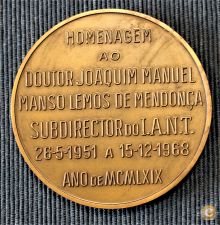 HOMENAGEM
AO
DOUTOR JOAQUIM MANUEL
MANSO LEMOS DE MENDONÇA
SUBDIRECTOR DO I.A.N.T.
26-5-1951 A 15-12-1968
ANO DE MCMLXIX